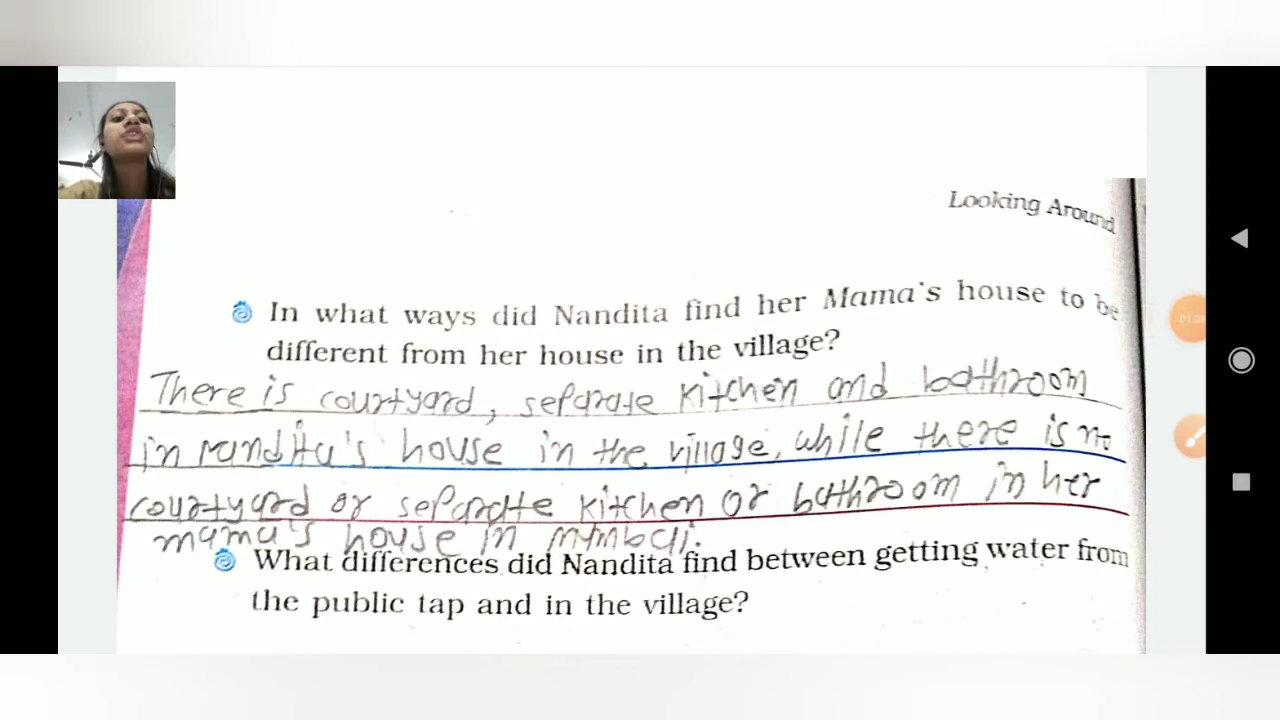 Looking Around
In what ways did Nandita find her Mama's house to be
different from her house in the village?
There is courtyard, separate kitchen and bathroom
in nandita's house in the village, while there is no
courtyard or separate kitchen or bathroom in her
mama's house in mumbai.
What differences did Nandita find between getting water from
the public tap and in the village?